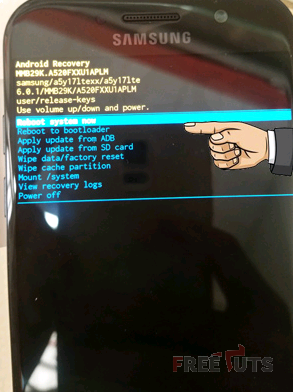 SAMSUNG
Android Recovery
MMB29K.A520FXXU1APLM
samsung/a5y17ltexx/a5y17lte
6.0.1/MMB29K/A520FXXU1APLM
user/release-keys
Use volume up/down and power.
Reboot system now
Reboot to bootloader
Apply update from ADB
Apply update from SD card
Wipe data/factory reset
Wipe cache partition
Mount /system
View recovery logs
Power off
FREETUTS